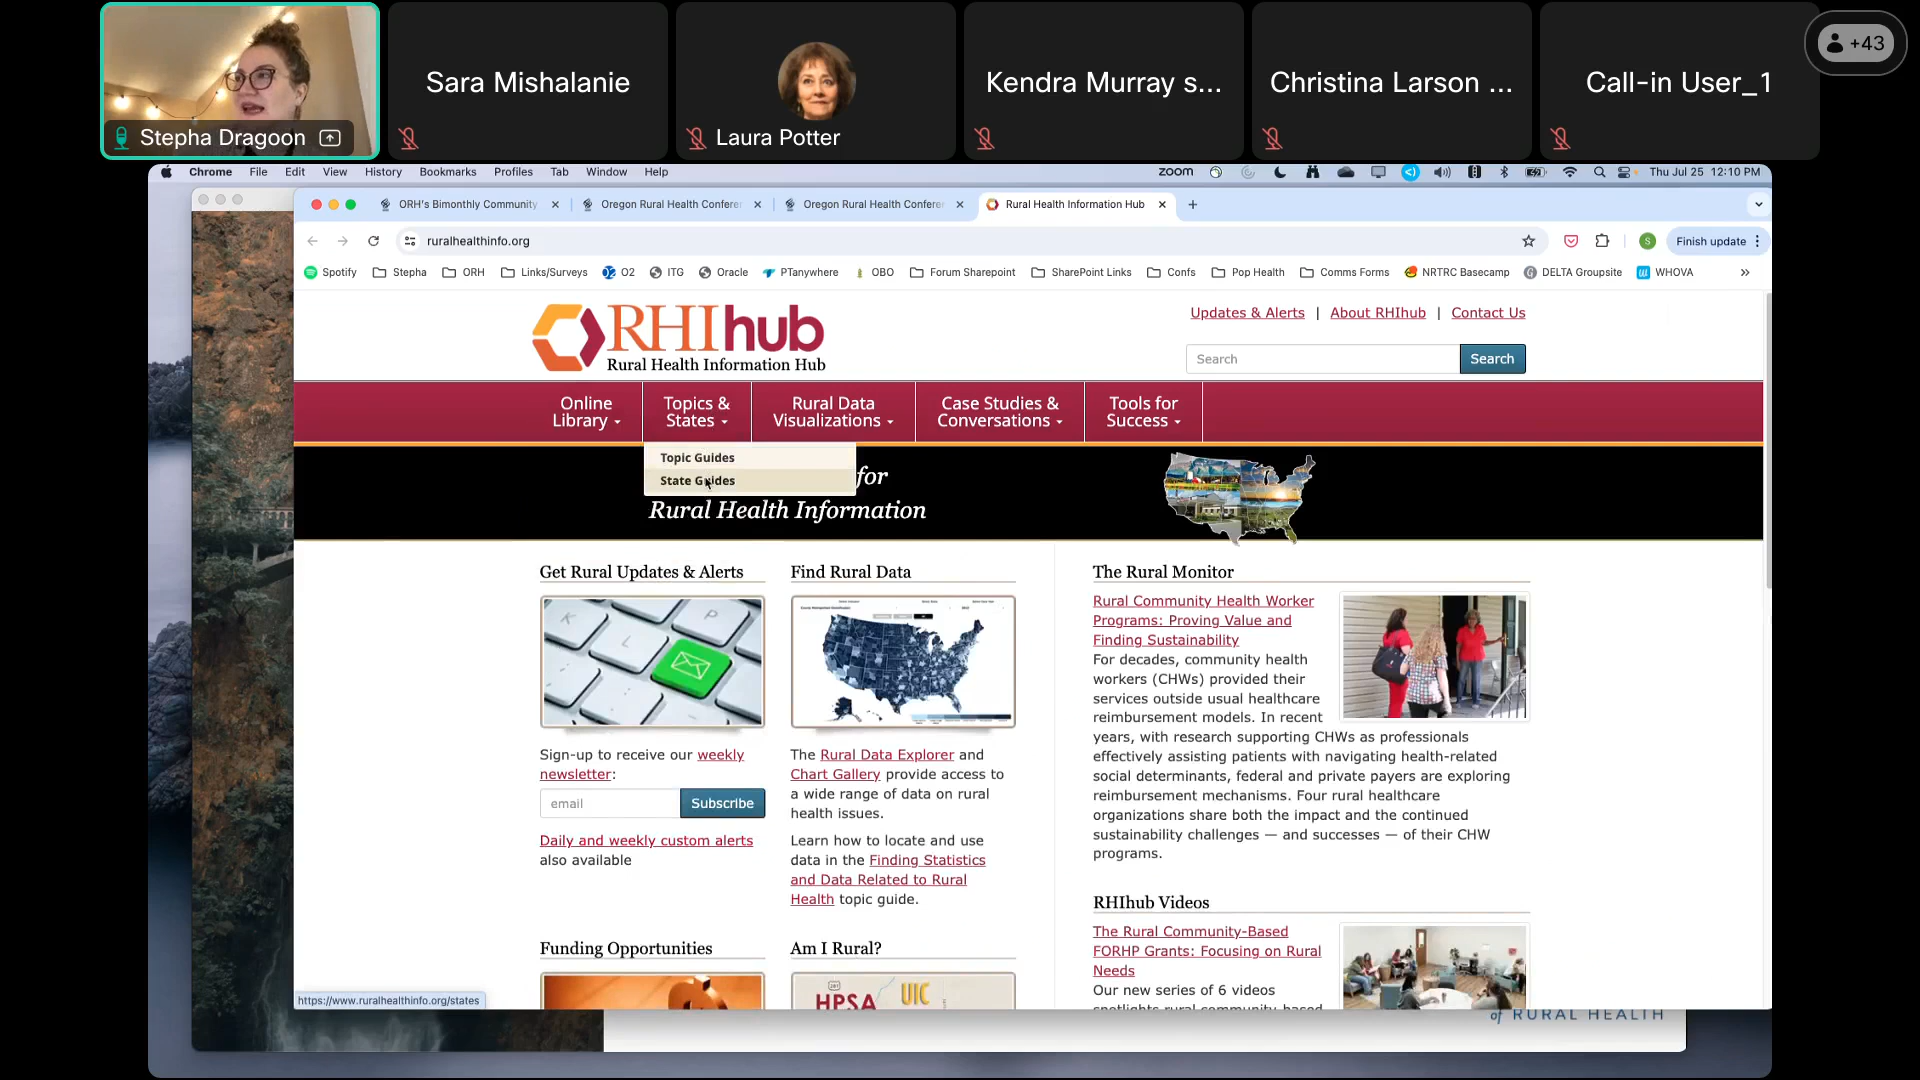 Stepha Dragoon
Sara Mishalanie
Laura Potter
Kendra Murray s...
Christina Larson ...
Call-in User_1
+43
Chrome File Edit View History Bookmarks Profiles Tab Window Help
zoom
Thu Jul 25 12:10 PM
ORH's Bimonthly Community
Oregon Rural Health Confere
Oregon Rural Health Confere
Rural Health Information Hub
ruralhealthinfo.org
S
Finish update
Spotify Stepha ORH Links/Surveys O2 ITG Oracle PTanywhere OBO Forum Sharepoint SharePoint Links Confs Pop Health Comms Forms NRTRC Basecamp DELTA Groupsite WHOVA
RHIhub
Rural Health Information Hub
Updates & Alerts | About RHIhub | Contact Us
Search
Search
Online
Library
Topics &
States
Rural Data
Visualizations
Case Studies &
Conversations
Tools for
Success
Topic Guides
State Guides
for
Rural Health Information
Get Rural Updates & Alerts
K
L
P
Sign-up to receive our weekly
newsletter:
email
Subscribe
Daily and weekly custom alerts
also available
Funding Opportunities
Find Rural Data
The Rural Data Explorer and
Chart Gallery provide access to
a wide range of data on rural
health issues.
Learn how to locate and use
data in the Finding Statistics
and Data Related to Rural
Health topic guide.
Am I Rural?
HPSA
UIC
The Rural Monitor
Rural Community Health Worker
Programs: Proving Value and
Finding Sustainability
For decades, community health
workers (CHWs) provided their
services outside usual healthcare
reimbursement models. In recent
years, with research supporting CHWs as professionals
effectively assisting patients with navigating health-related
social determinants, federal and private payers are exploring
reimbursement mechanisms. Four rural healthcare
organizations share both the impact and the continued
sustainability challenges — and successes — of their CHW
programs.
RHIhub Videos
The Rural Community-Based
FORHP Grants: Focusing on Rural
Needs
Our new series of 6 videos
spotlights rural community-based
https://www.ruralhealthinfo.org/states
of RURAL HEALTH